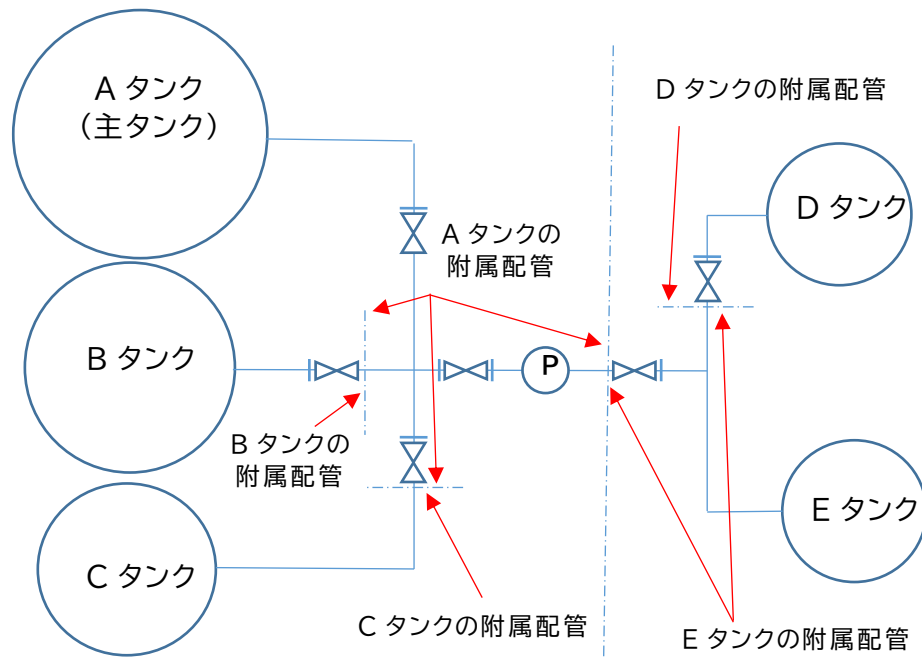 A タンク
(主タンク)
D タンクの附属配管
D タンク
A タンクの
附属配管
B タンク
P
B タンクの
附属配管
E タンク
C タンク
C タンクの附属配管
E タンクの附属配管